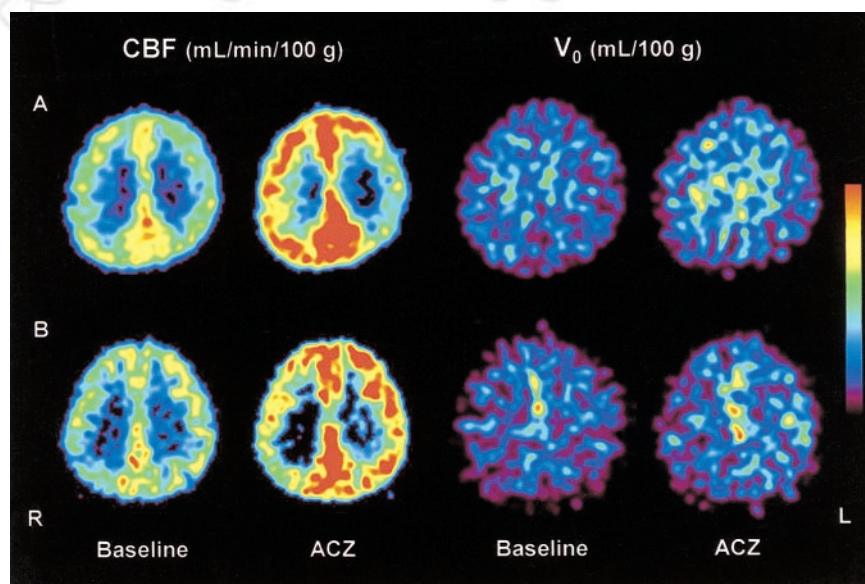 CBF (mL/min/100 g) V₀ (mL/100 g)
A
B
R L
Baseline ACZ Baseline ACZ